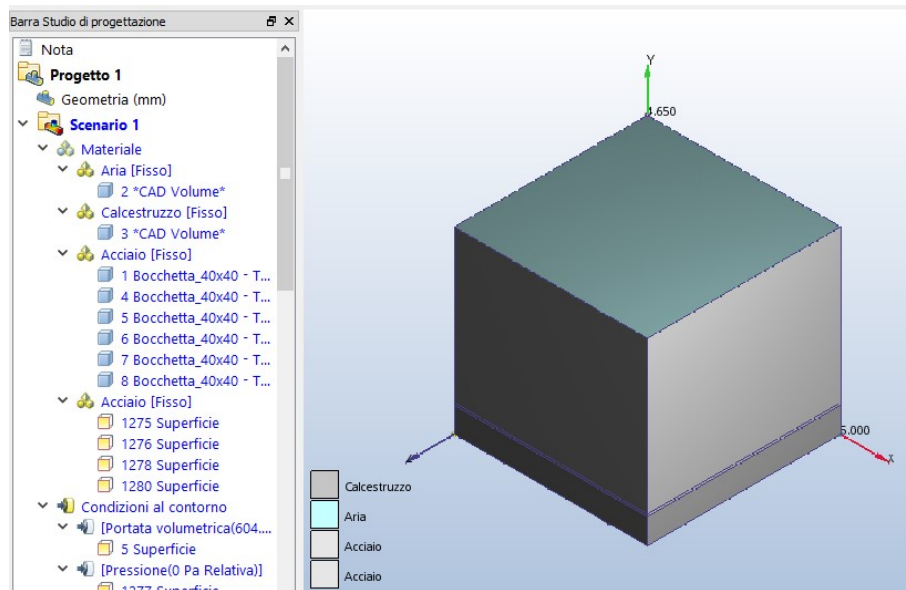 Barra Studio di progettazione
Nota
Progetto 1
Geometria (mm)
Scenario 1
Materiale
Aria [Fisso]
2 *CAD Volume*
Calcestruzzo [Fisso]
3 *CAD Volume*
Acciaio [Fisso]
1 Bocchetta_40x40 - T...
4 Bocchetta_40x40 - T...
5 Bocchetta_40x40 - T...
6 Bocchetta_40x40 - T...
7 Bocchetta_40x40 - T...
8 Bocchetta_40x40 - T...
Acciaio [Fisso]
1275 Superficie
1276 Superficie
1278 Superficie
1280 Superficie
Condizioni al contorno
[Portata volumetrica(604....
5 Superficie
[Pressione(0 Pa Relativa)]
1277 Superficie
Y
4.650
5.000
X
Calcestruzzo
Aria
Acciaio
Acciaio